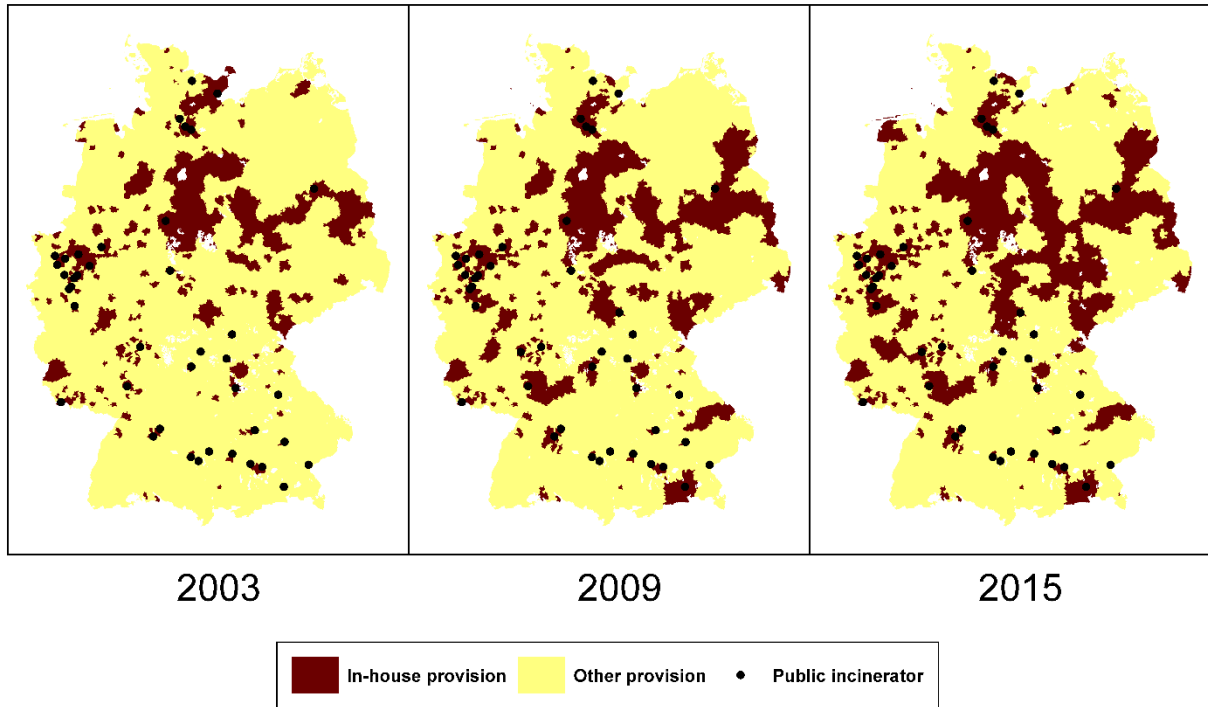 2003
2009
2015
In-house provision
Other provision
Public incinerator